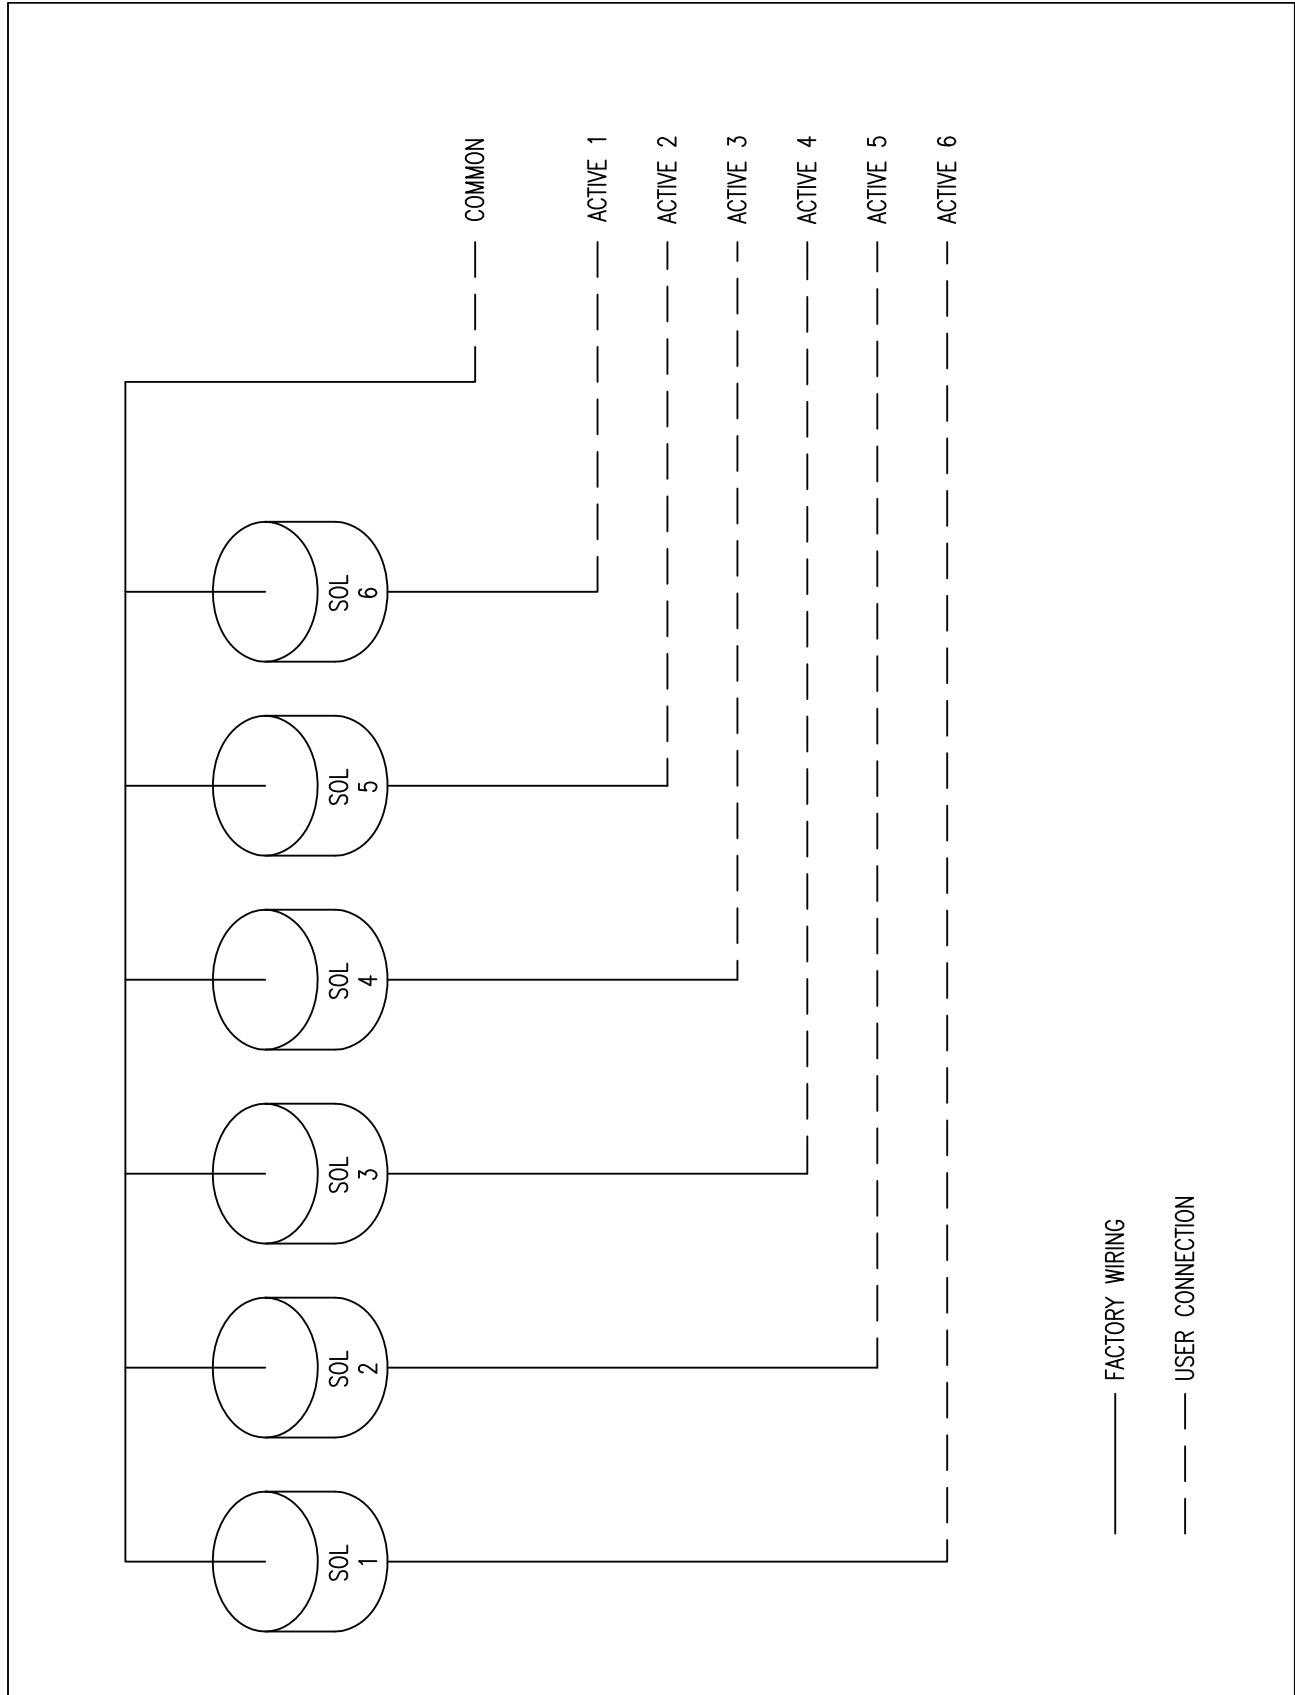 COMMON
SOL
1
SOL
2
SOL
3
SOL
4
SOL
5
SOL
6
ACTIVE 1
ACTIVE 2
ACTIVE 3
ACTIVE 4
ACTIVE 5
ACTIVE 6
FACTORY WIRING
USER CONNECTION